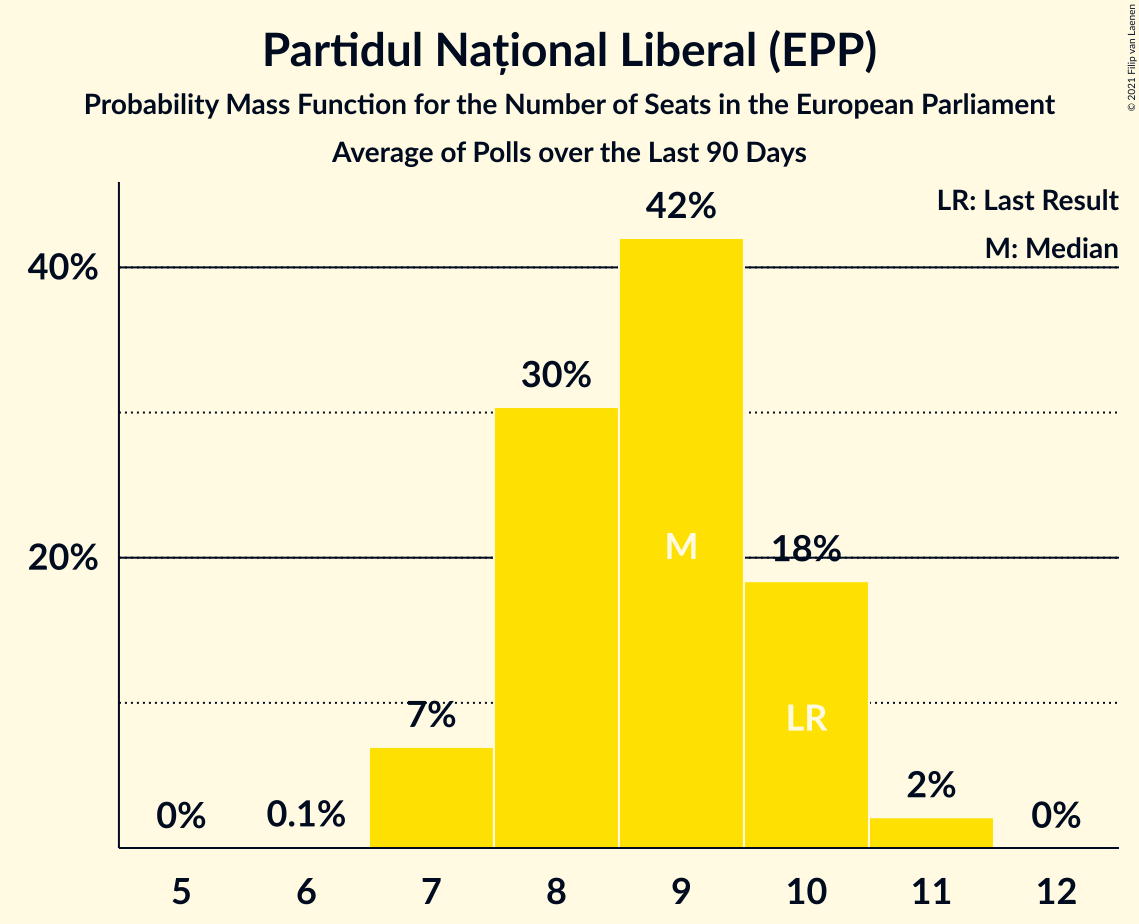 Partidul Național Liberal (EPP)
Probability Mass Function for the Number of Seats in the European Parliament
Average of Polls over the Last 90 Days
© 2021 Filip van Laenen
LR: Last Result
M: Median
42%
40%
30%
M
18%
20%
LR
7%
2%
0%
0.1%
0%
5 6 7 8 9 10 11 12